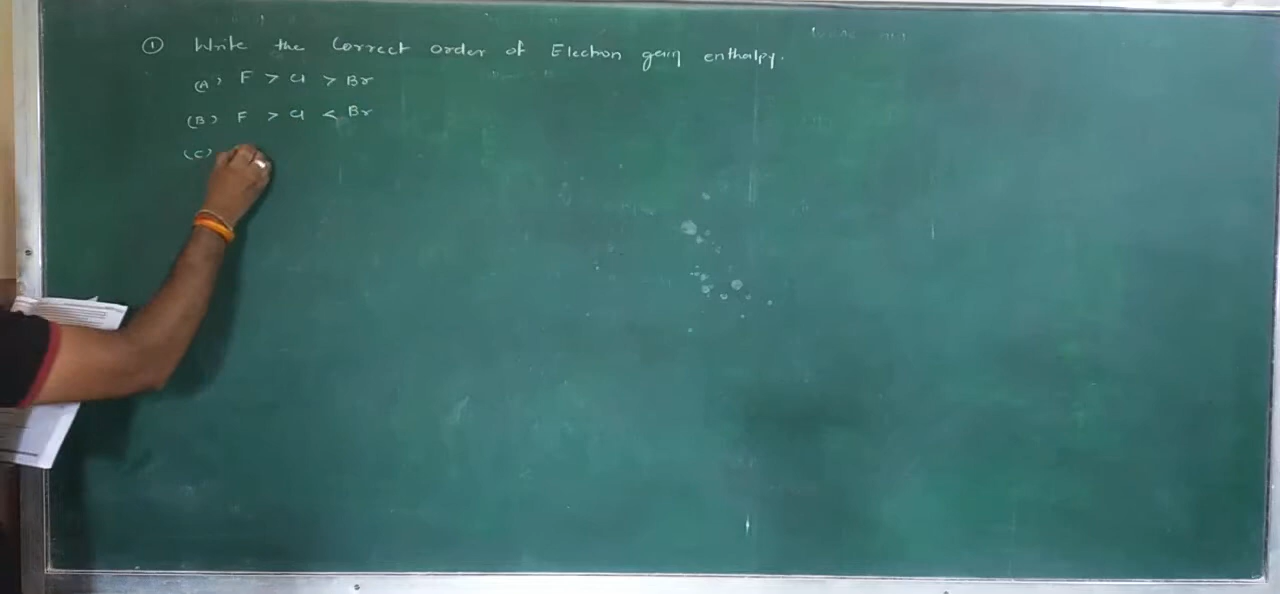 ① Write the Correct order of Electron gain enthalpy.
(A) F > Cl > Br
(B) F > Cl < Br
(C)